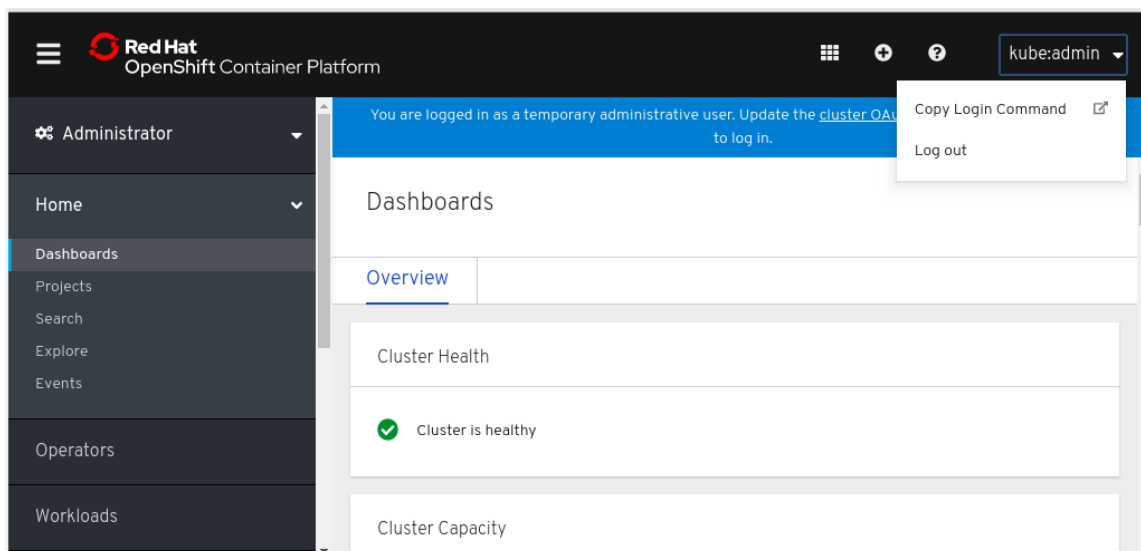 Red Hat
OpenShift Container Platform
kube:admin
Copy Login Command
Log out
Administrator
You are logged in as a temporary administrative user. Update the cluster OAu
to log in.
Home
Dashboards
Projects
Search
Explore
Events
Operators
Workloads
Dashboards
Overview
Cluster Health
Cluster is healthy
Cluster Capacity